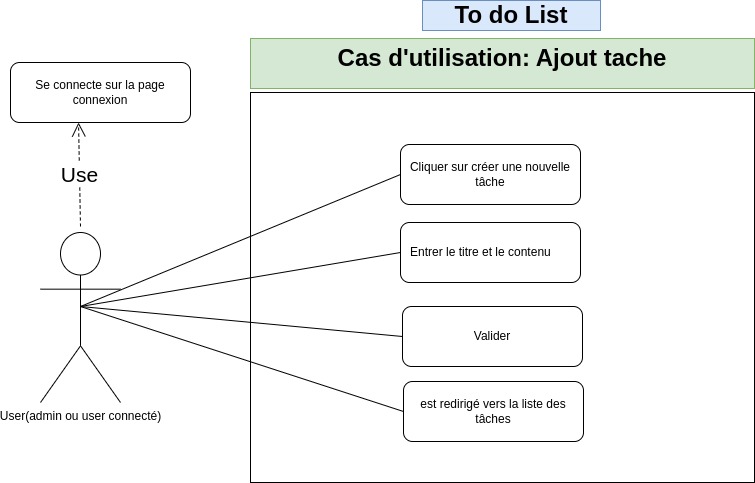 To do List
Cas d'utilisation: Ajout tache
Se connecte sur la page
connexion
Use
Cliquer sur créer une nouvelle
tâche
Entrer le titre et le contenu
Valider
est redirigé vers la liste des
tâches
User(admin ou user connecté)